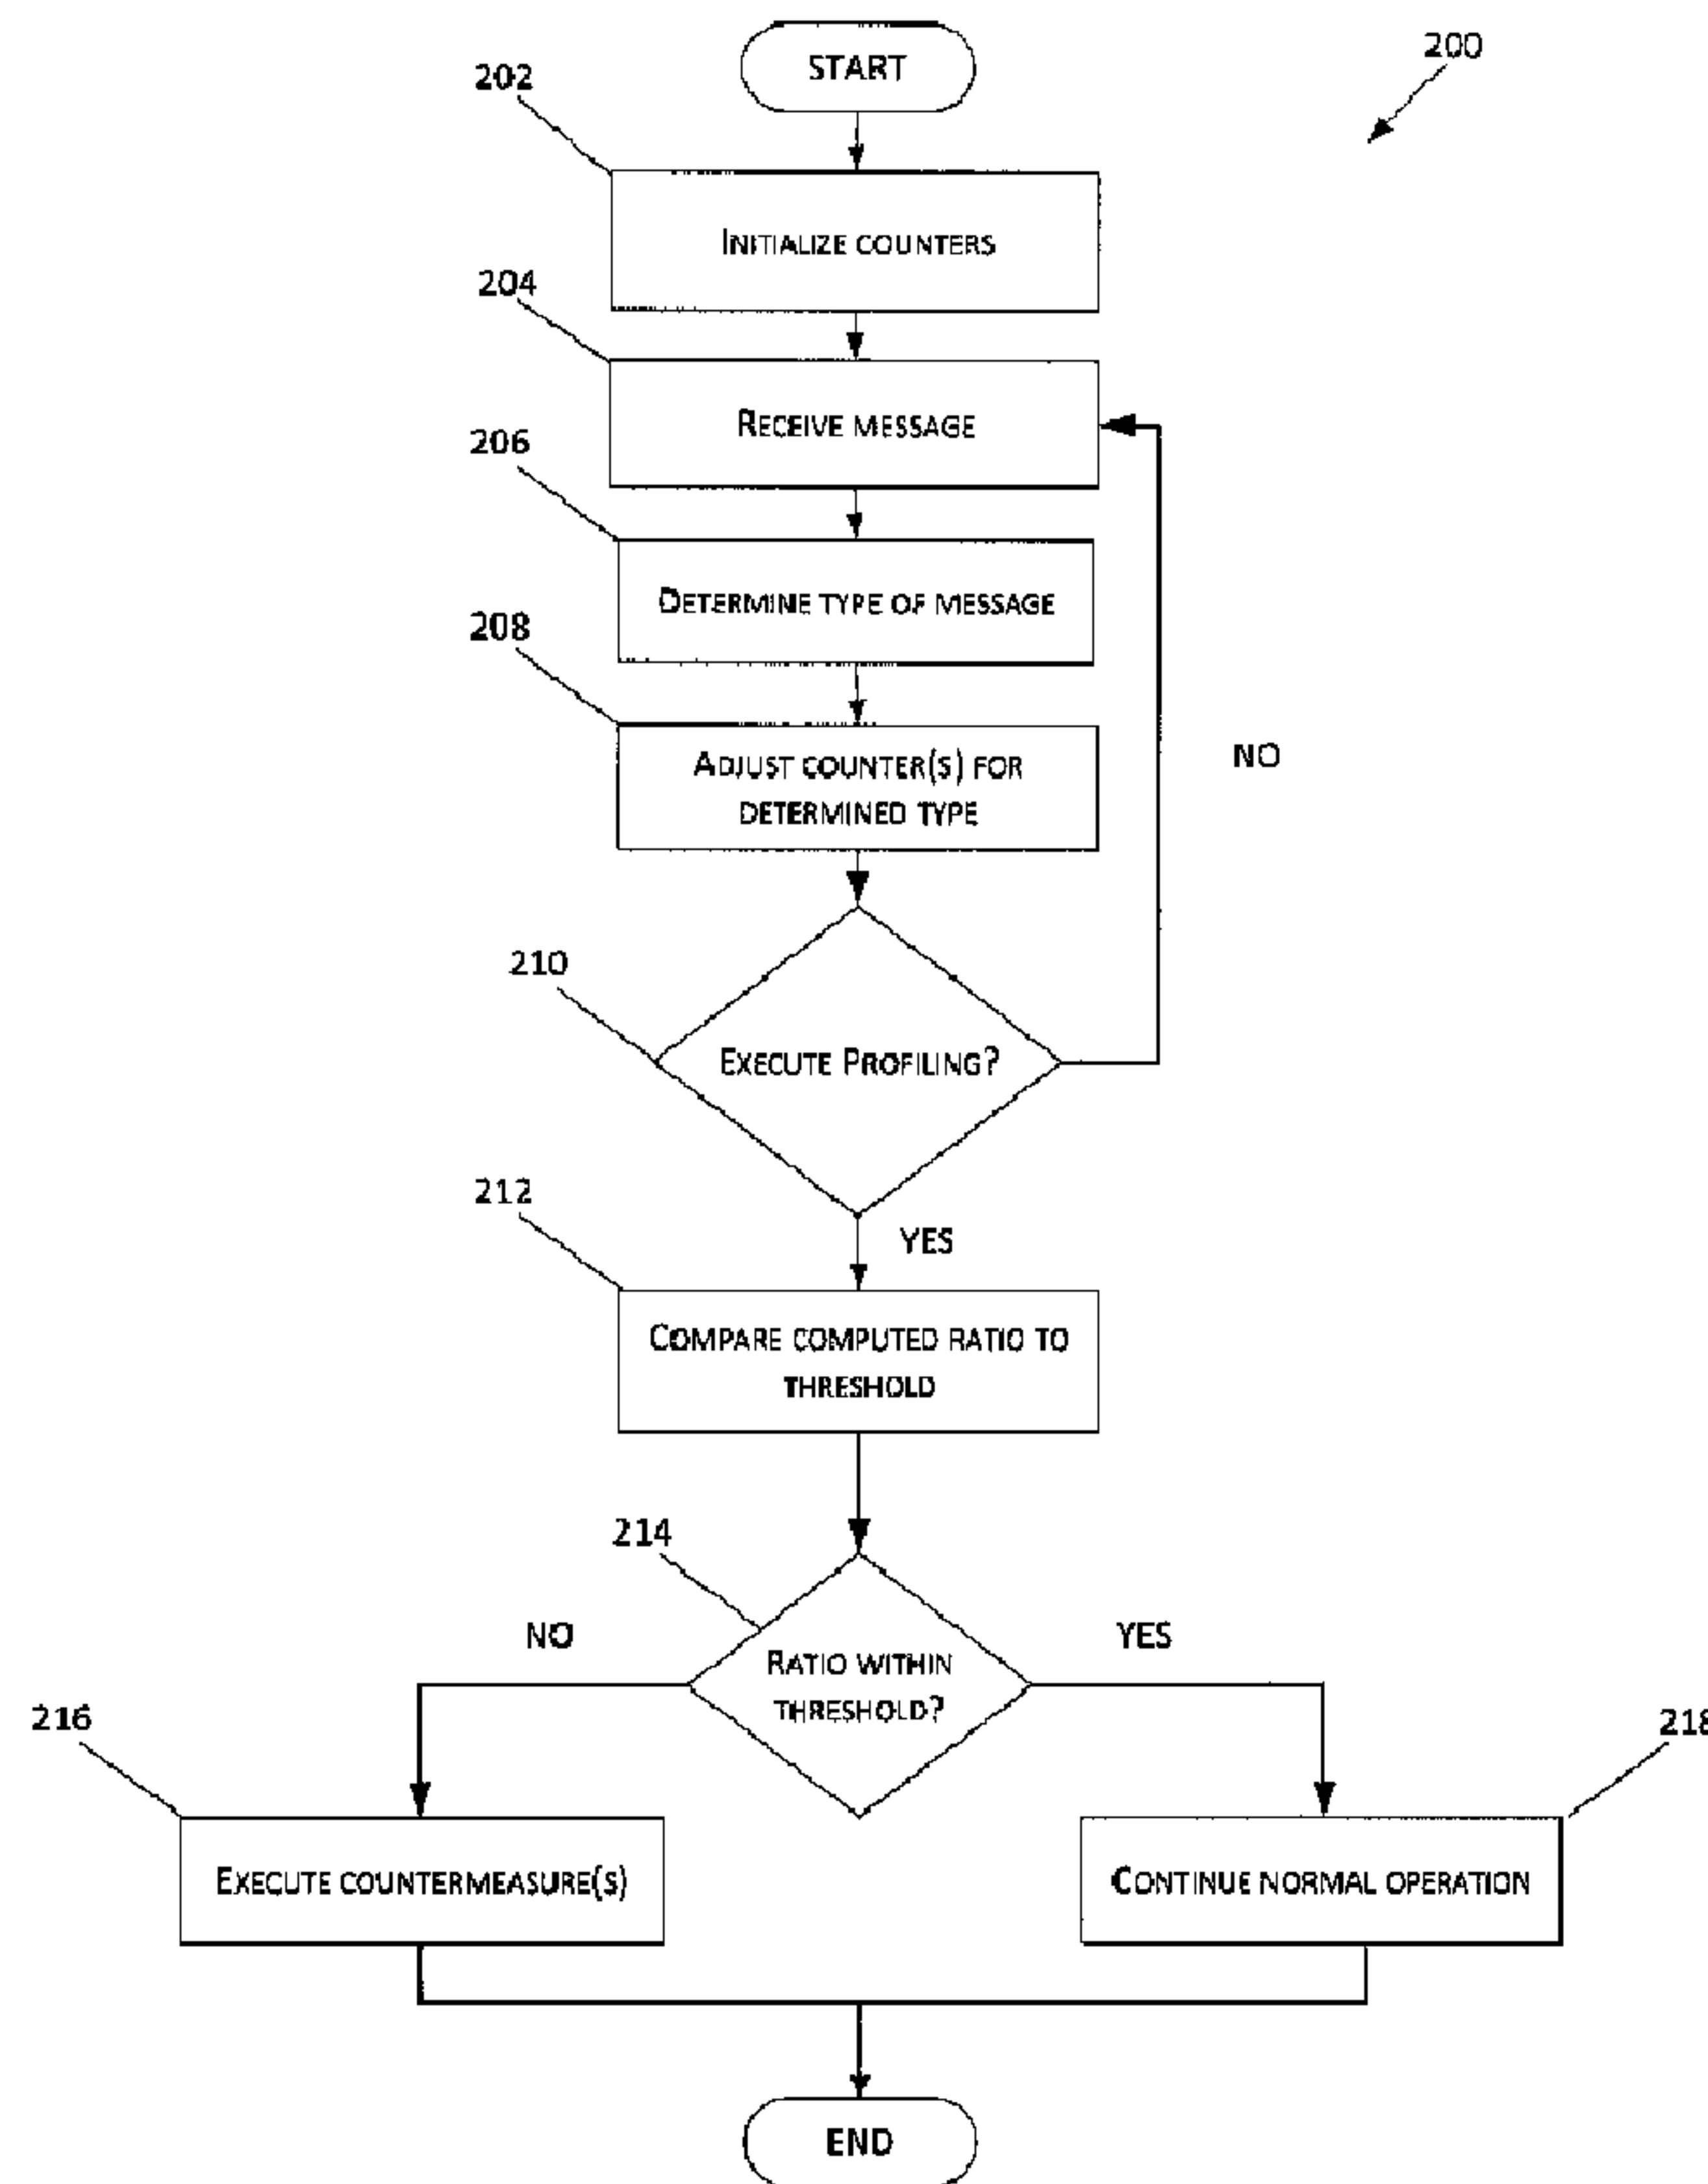 START
200
202
INITIALIZE COUNTERS
204
RECEIVE MESSAGE
206
DETERMINE TYPE OF MESSAGE
208
ADJUST COUNTER(S) FOR
DETERMINED TYPE
NO
210
EXECUTE PROFILING?
YES
212
COMPARE COMPUTED RATIO TO
THRESHOLD
214
NO
YES
RATIO WITHIN
THRESHOLD?
216
218
EXECUTE COUNTERMEASURE(S)
CONTINUE NORMAL OPERATION
END